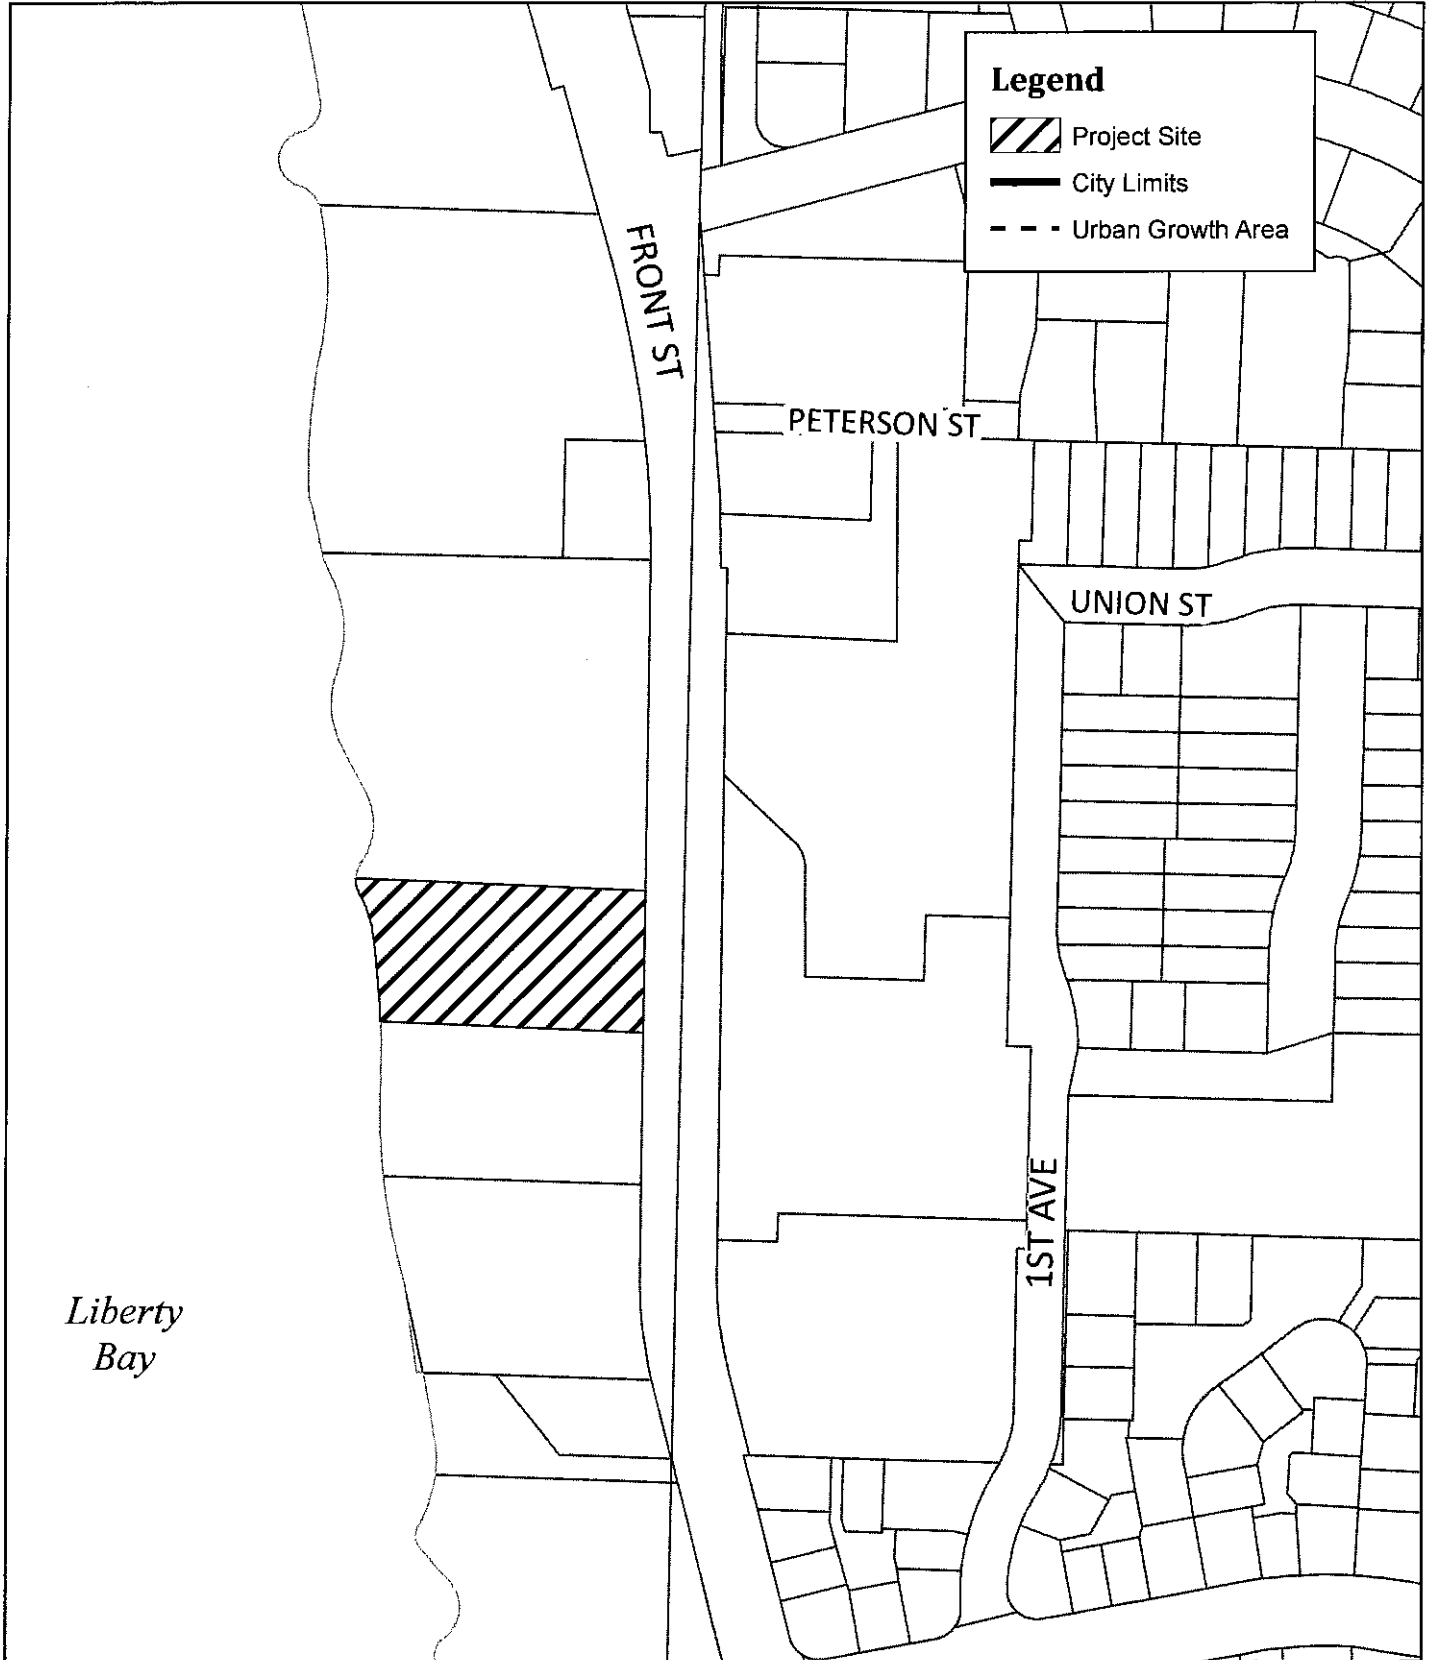 Legend
Project Site
City Limits
Urban Growth Area
FRONT ST
PETERSON ST
UNION ST
1ST AVE
Liberty
Bay